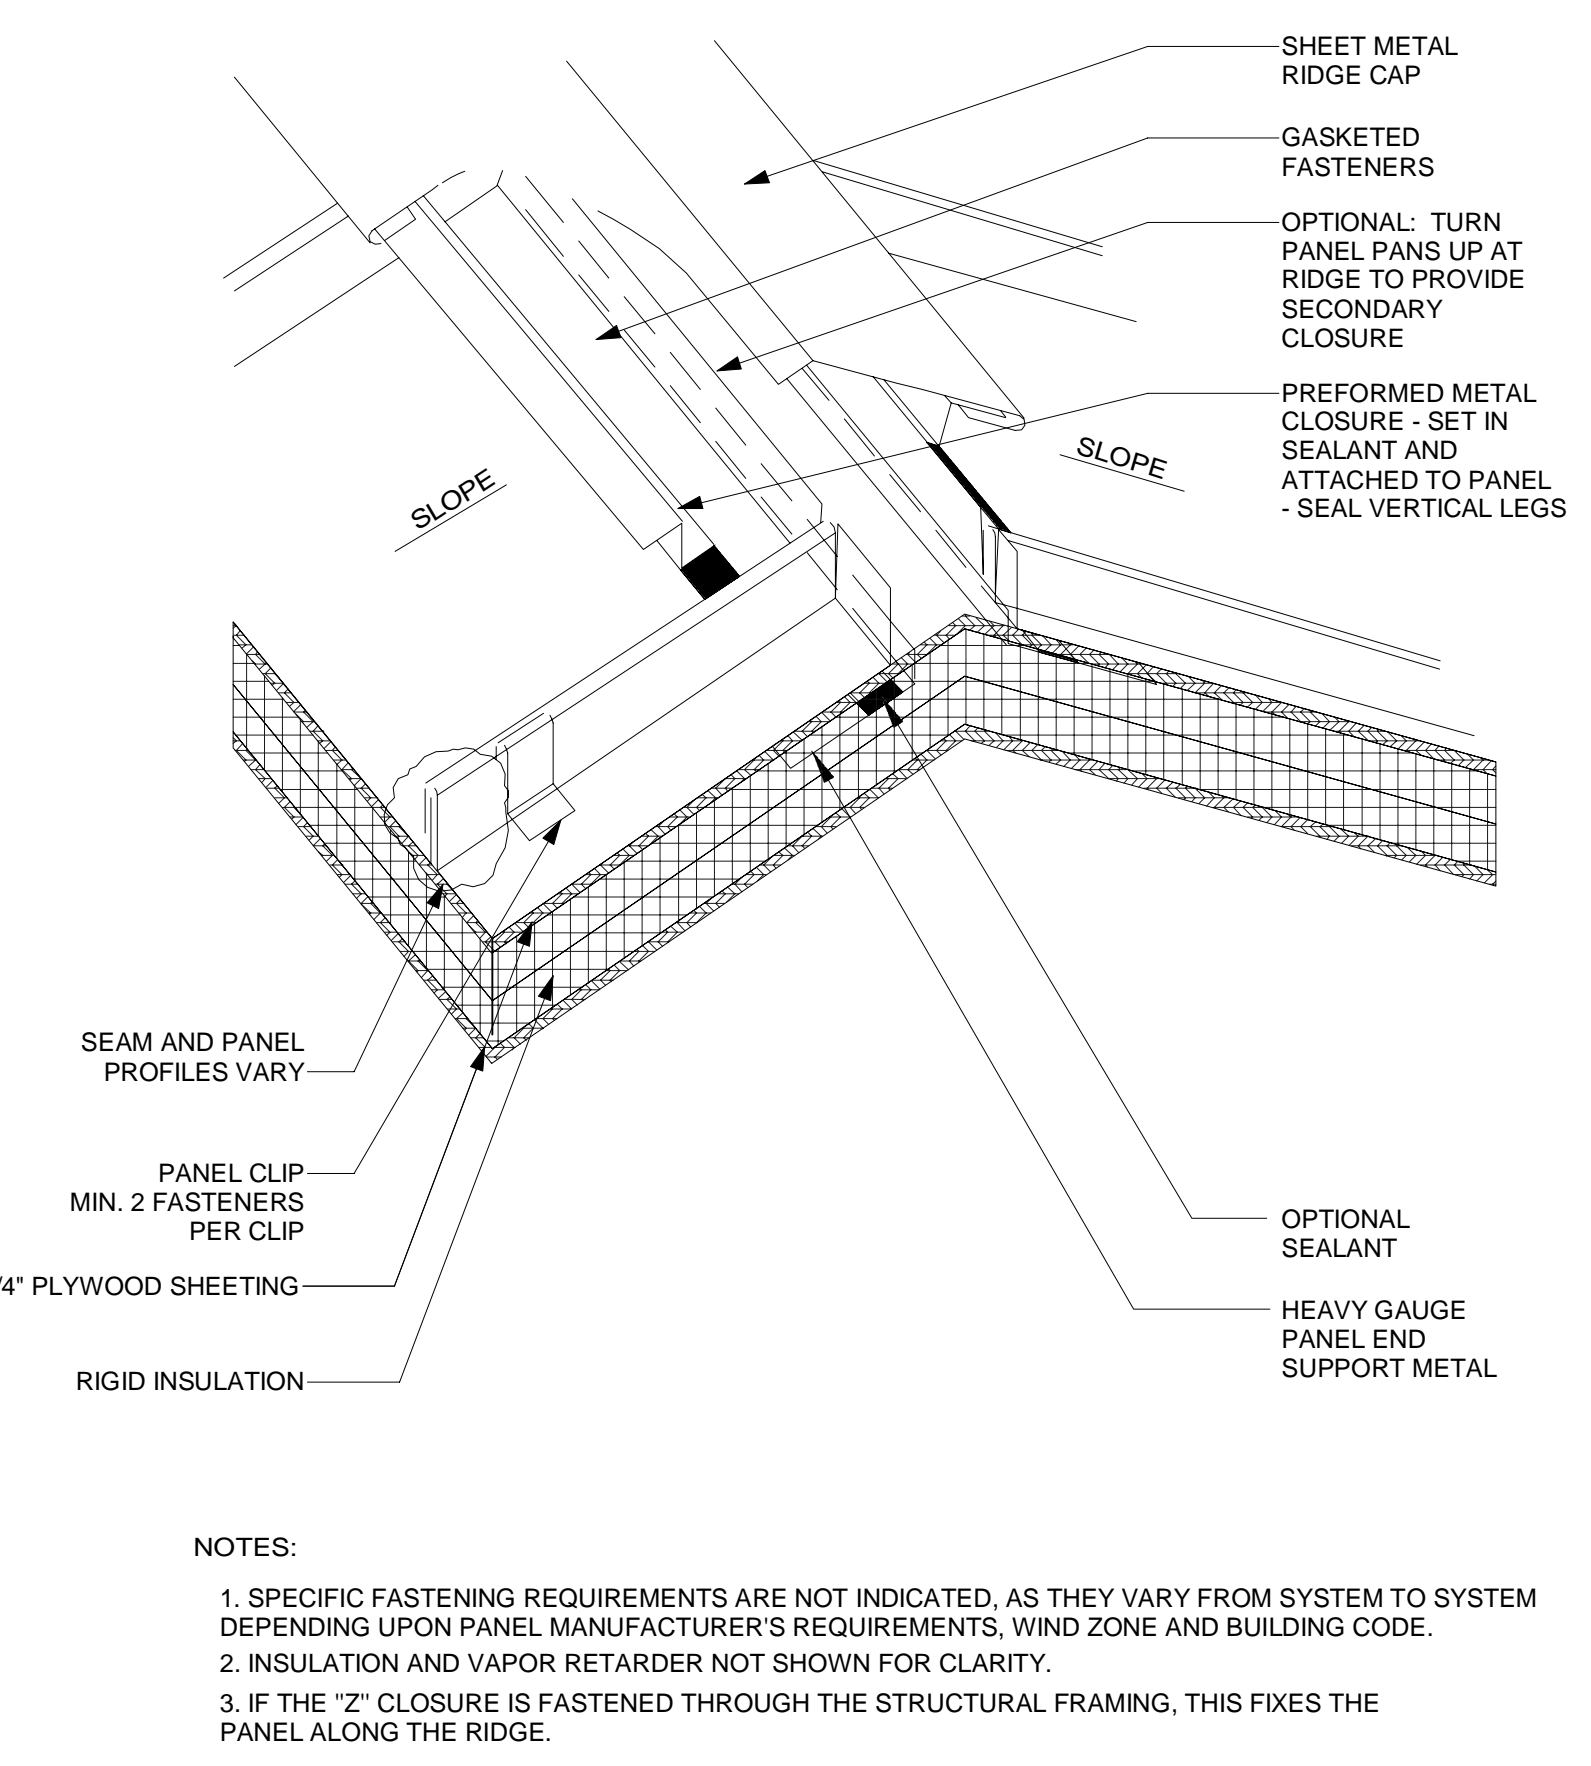 SHEET METAL
RIDGE CAP
GASKETED
FASTENERS
OPTIONAL: TURN
PANEL PANS UP AT
RIDGE TO PROVIDE
SECONDARY
CLOSURE
PREFORMED METAL
CLOSURE - SET IN
SEALANT AND
ATTACHED TO PANEL
- SEAL VERTICAL LEGS
SLOPE
SLOPE
SEAM AND PANEL
PROFILES VARY
PANEL CLIP
MIN. 2 FASTENERS
PER CLIP
/4" PLYWOOD SHEETING
RIGID INSULATION
OPTIONAL
SEALANT
HEAVY GAUGE
PANEL END
SUPPORT METAL
NOTES:
1. SPECIFIC FASTENING REQUIREMENTS ARE NOT INDICATED, AS THEY VARY FROM SYSTEM TO SYSTEM
DEPENDING UPON PANEL MANUFACTURER'S REQUIREMENTS, WIND ZONE AND BUILDING CODE.
2. INSULATION AND VAPOR RETARDER NOT SHOWN FOR CLARITY.
3. IF THE "Z" CLOSURE IS FASTENED THROUGH THE STRUCTURAL FRAMING, THIS FIXES THE
PANEL ALONG THE RIDGE.